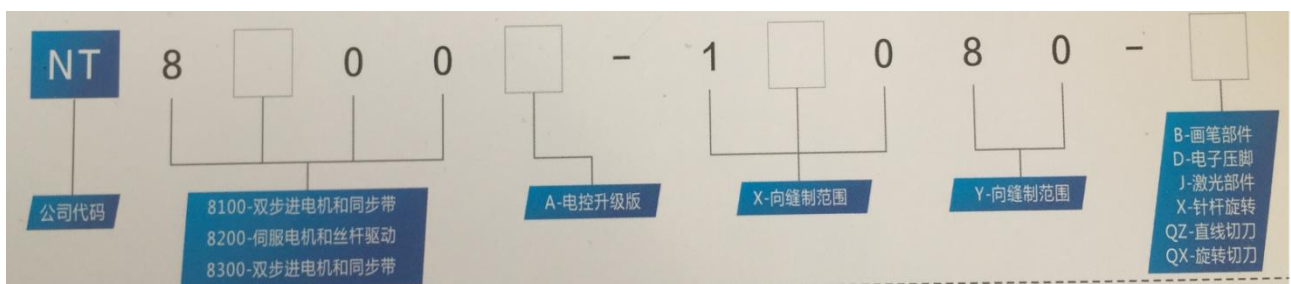 NT 8 0 0 - 1 0 8 0 -
公司代码
8100-双步进电机和同步带
8200-伺服电机和丝杆驱动
8300-双步进电机和同步带
A-电控升级版
X-向缝制范围
Y-向缝制范围
B-画笔部件
D-电子压脚
J-激光部件
X-针杆旋转
QZ-直线切刀
QX-旋转切刀